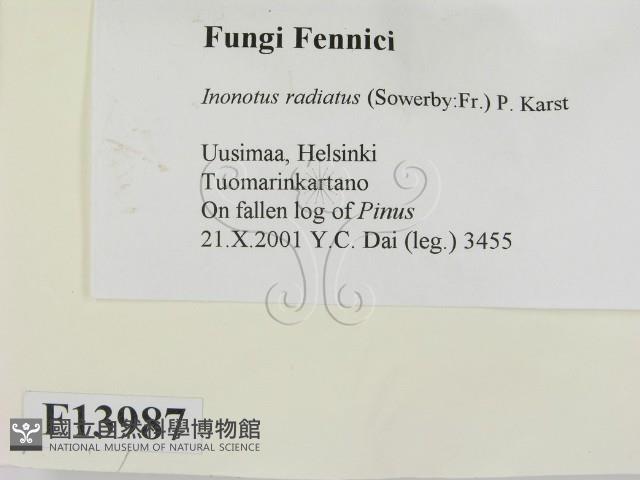 Fungi Fennici
Inonotus radiatus (Sowerby:Fr.) P. Karst
Uusimaa, Helsinki
Tuomarinkartano
On fallen log of Pinus
21.X.2001 Y.C. Dai (leg.) 3455
F13987
國立自然科學博物館
NATIONAL MUSEUM OF NATURAL SCIENCE